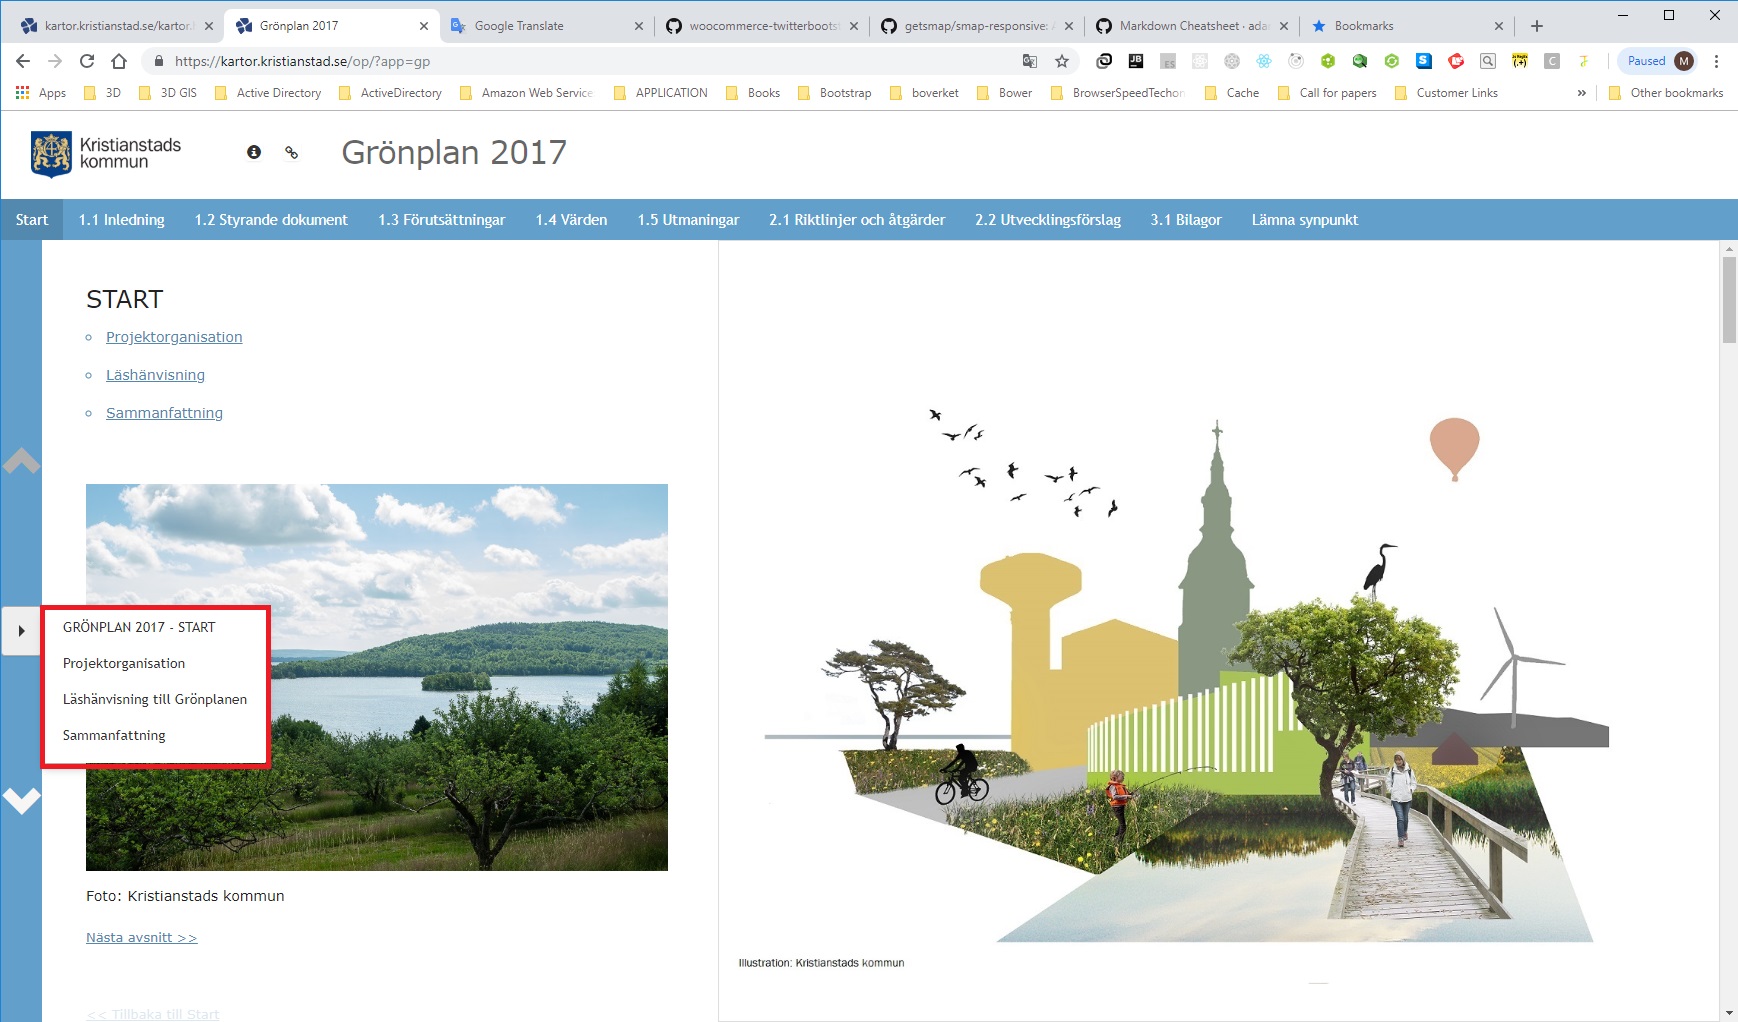 kartor.kristianstad.se/kartor.
Grönplan 2017
Google Translate
woocommerce-twitterboots
getsmap/smap-responsive:
Markdown Cheatsheet · ada
Bookmarks
https://kartor.kristianstad.se/op/?app=gp
Paused M
Apps 3D 3D GIS Active Directory ActiveDirectory Amazon Web Service APPLICATION Books Bootstrap boverket Bower BrowserSpeedTechon Cache Call for papers Customer Links » Other bookmarks
Kristianstads
kommun
Grönplan 2017
Start 1.1 Inledning 1.2 Styrande dokument 1.3 Förutsättningar 1.4 Värden 1.5 Utmaningar 2.1 Riktlinjer och åtgärder 2.2 Utvecklingsförslag 3.1 Bilagor Lämna synpunkt
START
Projektorganisation
Läshänvisning
Sammanfattning
GRÖNPLAN 2017 - START
Projektorganisation
Läshänvisning till Grönplanen
Sammanfattning
Foto: Kristianstads kommun
Nästa avsnitt >>
<< Tillbaka till Start
Illustration: Kristianstads kommun